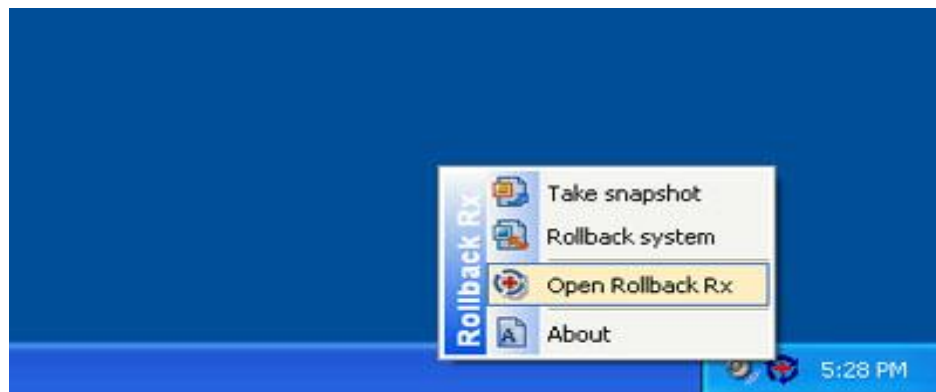 Rollback Rx
Take snapshot
Rollback system
Open Rollback Rx
About
5:28 PM